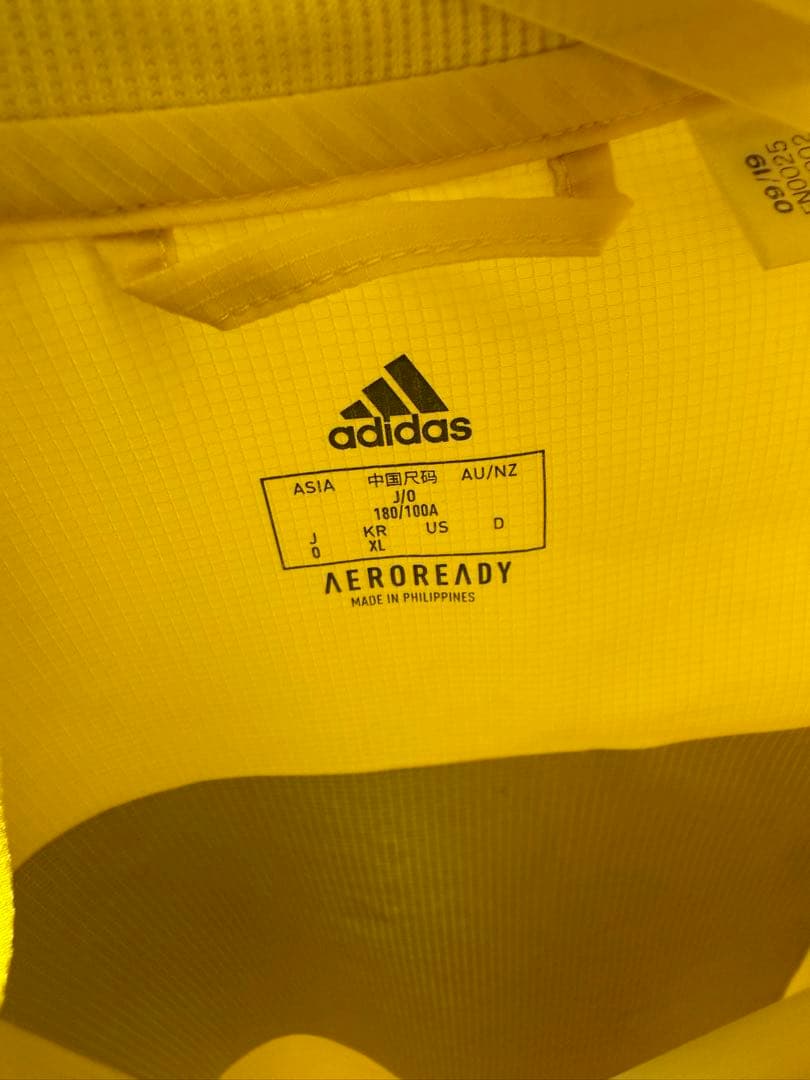 09/19
adidas
ASIA 中国尺码 AU/NZ
J/O
180/100A
J KR US D
O XL
AEROREADY
MADE IN PHILIPPINES